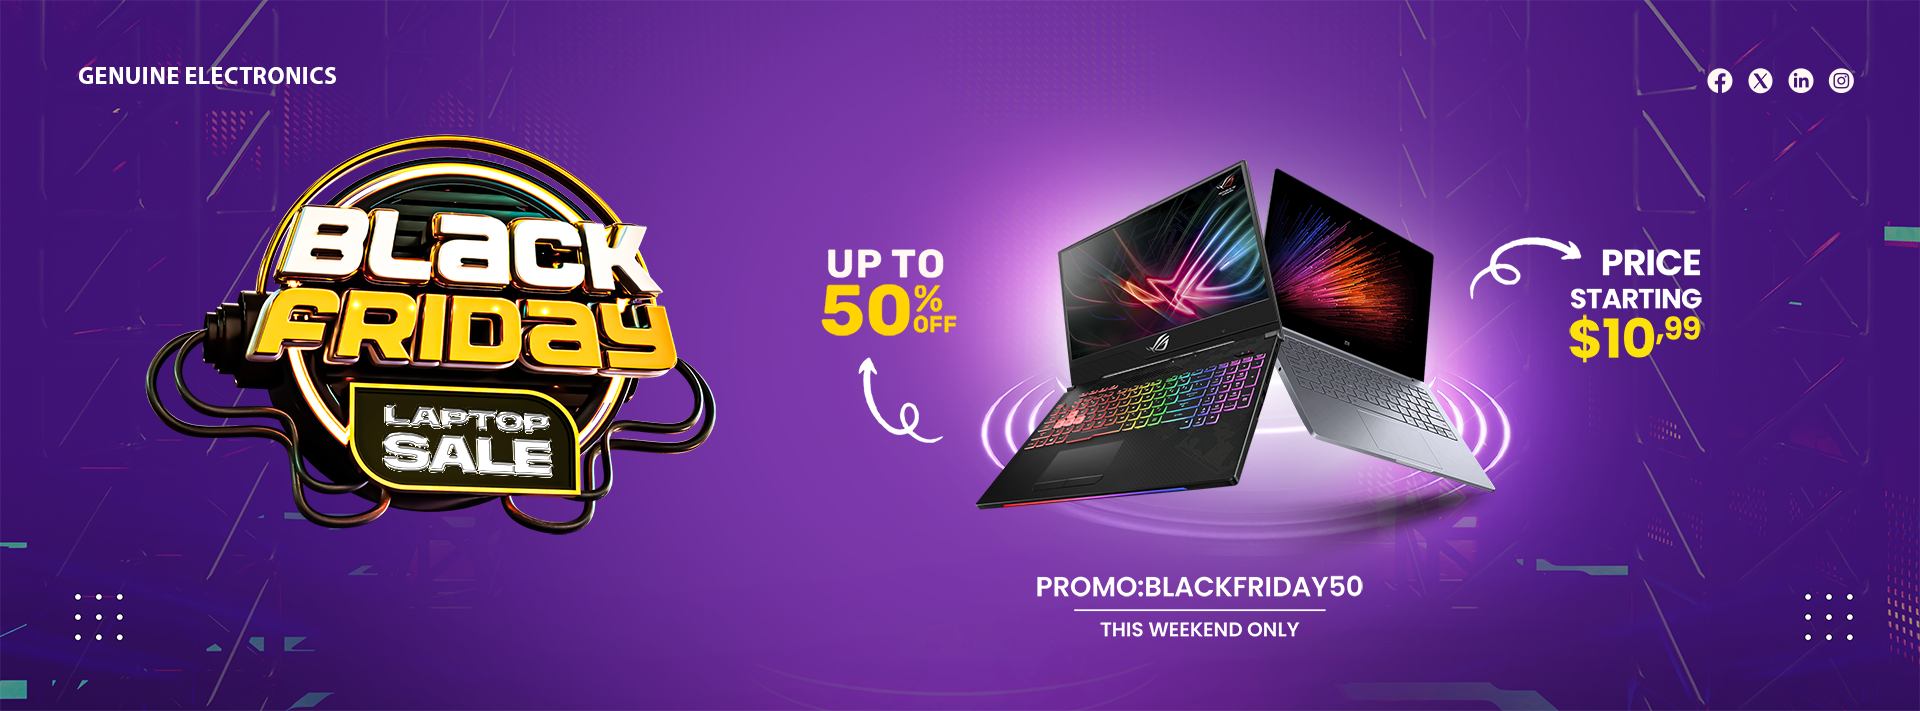 GENUINE ELECTRONICS
BLACK
FRIDAY
LAPTOP
SALE
UP TO
50%
OFF
PRICE
STARTING
$10,99
PROMO:BLACKFRIDAY50
THIS WEEKEND ONLY